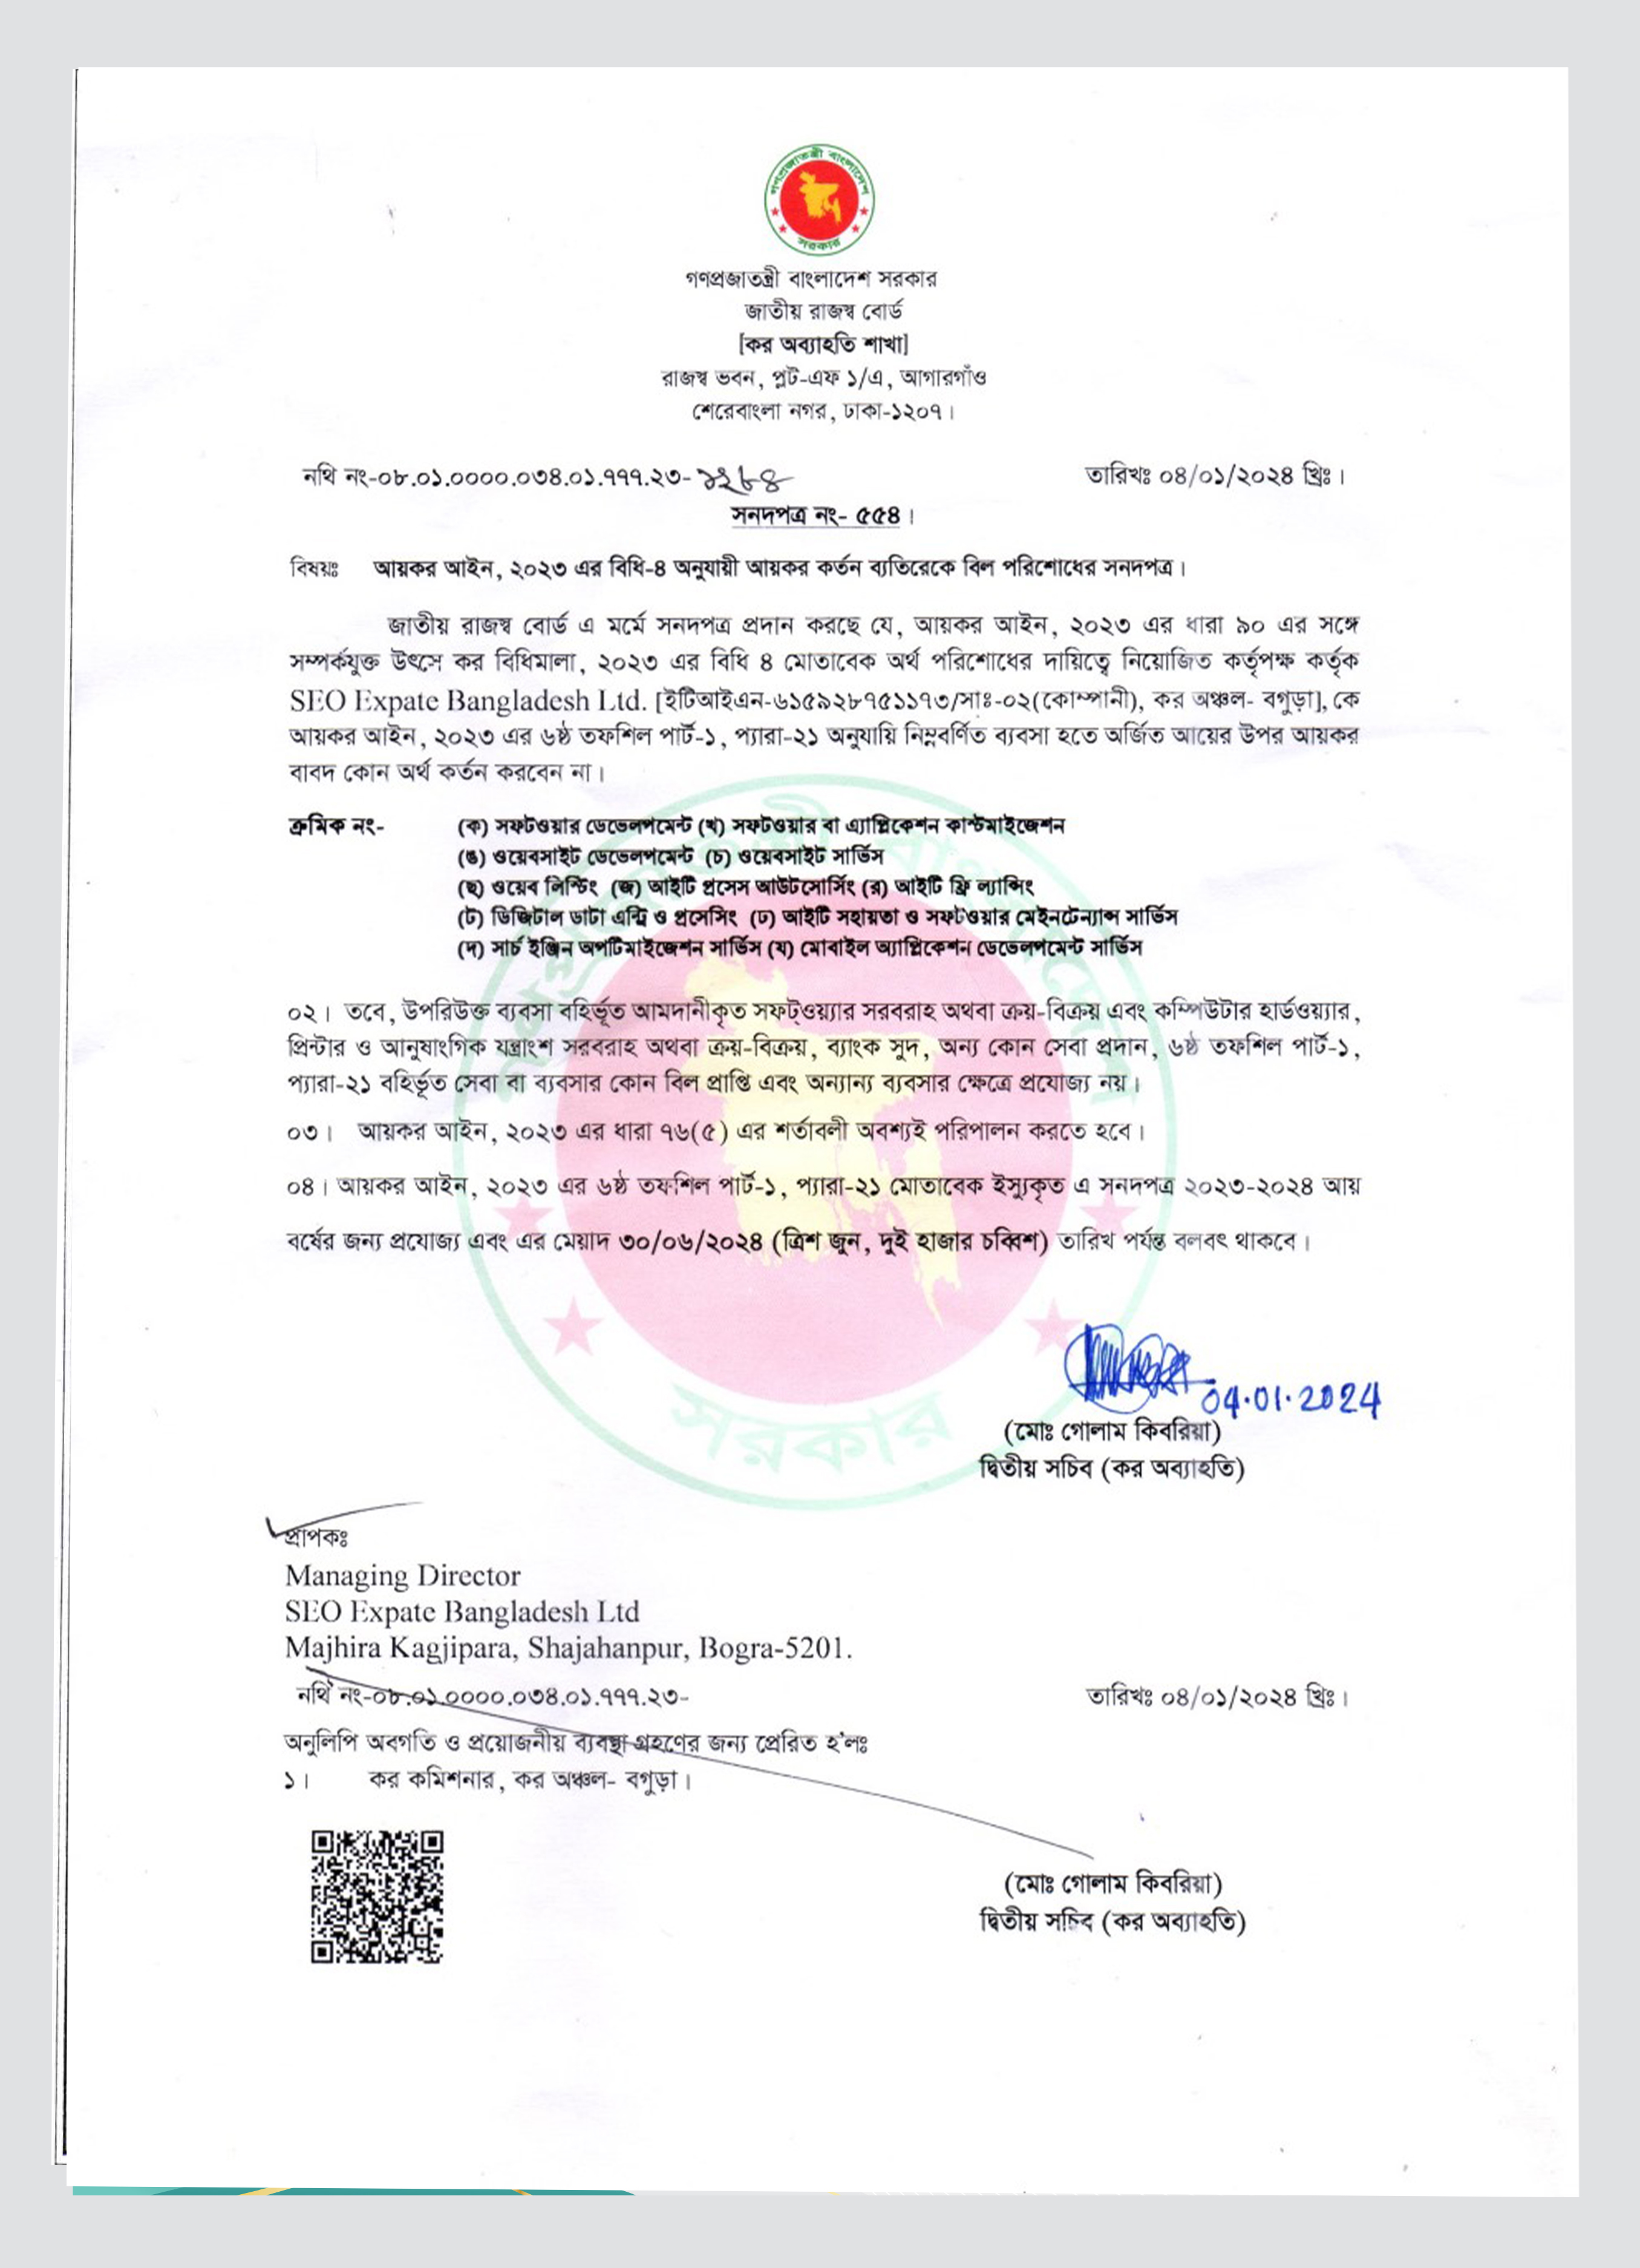 গণপ্রজাতন্ত্রী বাংলাদেশ
সরকার
গণপ্রজাতন্ত্রী বাংলাদেশ সরকার
জাতীয় রাজস্ব বোর্ড
[কর অব্যাহতি শাখা]
রাজস্ব ভবন, প্লট-এফ ১/এ, আগারগাঁও
শেরেবাংলা নগর, ঢাকা-১২০৭।
নথি নং-০৮.০১.০০০০.০৩৪.০১.৭৭৭.২৩- ১২৮৪ তারিখঃ ০৪/০১/২০২৪ খ্রিঃ।
সনদপত্র নং- ৫৫৪।
বিষয়ঃ আয়কর আইন, ২০২৩ এর বিধি-৪ অনুযায়ী আয়কর কর্তন ব্যতিরেকে বিল পরিশোধের সনদপত্র।
জাতীয় রাজস্ব বোর্ড এ মর্মে সনদপত্র প্রদান করছে যে, আয়কর আইন, ২০২৩ এর ধারা ৯০ এর সঙ্গে
সম্পর্কযুক্ত উৎসে কর বিধিমালা, ২০২৩ এর বিধি ৪ মোতাবেক অর্থ পরিশোধের দায়িত্বে নিয়োজিত কর্তৃপক্ষ কর্তৃক
SEO Expate Bangladesh Ltd. [ইটিআইএন-৬১৫৯২৮৭৫১১৭৩/সাঃ-০২(কোম্পানী), কর অঞ্চল- বগুড়া], কে
আয়কর আইন, ২০২৩ এর ৬ষ্ঠ তফশিল পার্ট-১, প্যারা-২১ অনুযায়ি নিম্নবর্ণিত ব্যবসা হতে অর্জিত আয়ের উপর আয়কর
বাবদ কোন অর্থ কর্তন করবেন না।
ক্রমিক নং- (ক) সফটওয়ার ডেভেলপমেন্ট (খ) সফটওয়ার বা এ্যাপ্লিকেশন কাস্টমাইজেশন
(ঙ) ওয়েবসাইট ডেভেলপমেন্ট (চ) ওয়েবসাইট সার্ভিস
(ছ) ওয়েব লিস্টিং (জ) আইটি প্রসেস আউটসোর্সিং (র) আইটি ফ্রি ল্যান্সিং
(ট) ডিজিটাল ডাটা এন্ট্রি ও প্রসেসিং (ঢ) আইটি সহায়তা ও সফটওয়ার মেইনটেন্যান্স সার্ভিস
(দ) সার্চ ইঞ্জিন অপটিমাইজেশন সার্ভিস (য) মোবাইল অ্যাপ্লিকেশন ডেভেলপমেন্ট সার্ভিস
০২। তবে, উপরিউক্ত ব্যবসা বহির্ভূত আমদানীকৃত সফট্ওয়্যার সরবরাহ অথবা ক্রয়-বিক্রয় এবং কম্পিউটার হার্ডওয়্যার,
প্রিন্টার ও আনুষাংগিক যন্ত্রাংশ সরবরাহ অথবা ক্রয়-বিক্রয়, ব্যাংক সুদ, অন্য কোন সেবা প্রদান, ৬ষ্ঠ তফশিল পার্ট-১,
প্যারা-২১ বহির্ভূত সেবা বা ব্যবসার কোন বিল প্রাপ্তি এবং অন্যান্য ব্যবসার ক্ষেত্রে প্রযোজ্য নয়।
০৩। আয়কর আইন, ২০২৩ এর ধারা ৭৬(৫) এর শর্তাবলী অবশ্যই পরিপালন করতে হবে।
০৪। আয়কর আইন, ২০২৩ এর ৬ষ্ঠ তফশিল পার্ট-১, প্যারা-২১ মোতাবেক ইস্যুকৃত এ সনদপত্র ২০২৩-২০২৪ আয়
বর্ষের জন্য প্রযোজ্য এবং এর মেয়াদ ৩০/০৬/২০২৪ (ত্রিশ জুন, দুই হাজার চব্বিশ) তারিখ পর্যন্ত বলবৎ থাকবে।
04.01.2024
(মোঃ গোলাম কিবরিয়া)
দ্বিতীয় সচিব (কর অব্যাহতি)
প্রাপকঃ
Managing Director
SEO Expate Bangladesh Ltd
Majhira Kagjipara, Shajahanpur, Bogra-5201.
নথি নং-০৮.০১.০০০০.০৩৪.০১.৭৭৭.২৩- তারিখঃ ০৪/০১/২০২৪ খ্রিঃ।
অনুলিপি অবগতি ও প্রয়োজনীয় ব্যবস্থা গ্রহণের জন্য প্রেরিত হ'লঃ
১। কর কমিশনার, কর অঞ্চল- বগুড়া।
(মোঃ গোলাম কিবরিয়া)
দ্বিতীয় সচিব (কর অব্যাহতি)